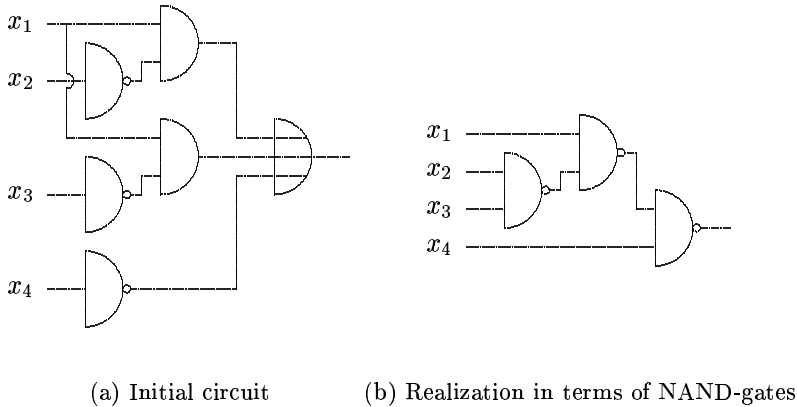 x1
x2
x3
x4
x1
x2
x3
x4
(a) Initial circuit
(b) Realization in terms of NAND-gates